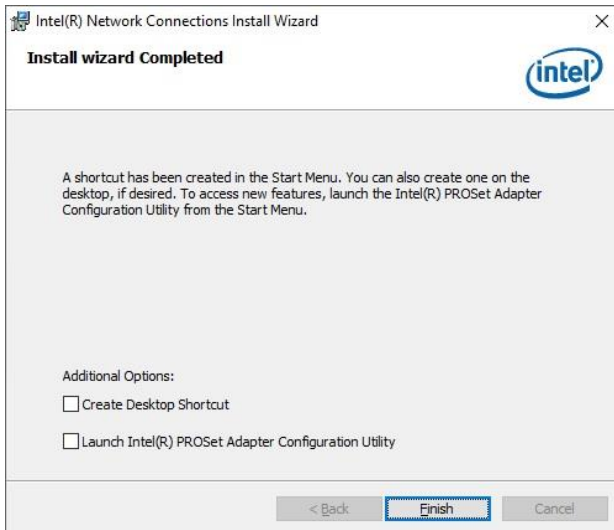 Intel(R) Network Connections Install Wizard
Install wizard Completed
intel
A shortcut has been created in the Start Menu. You can also create one on the
desktop, if desired. To access new features, launch the Intel(R) PROSet Adapter
Configuration Utility from the Start Menu.
Additional Options:
Create Desktop Shortcut
Launch Intel(R) PROSet Adapter Configuration Utility
< Back Finish Cancel